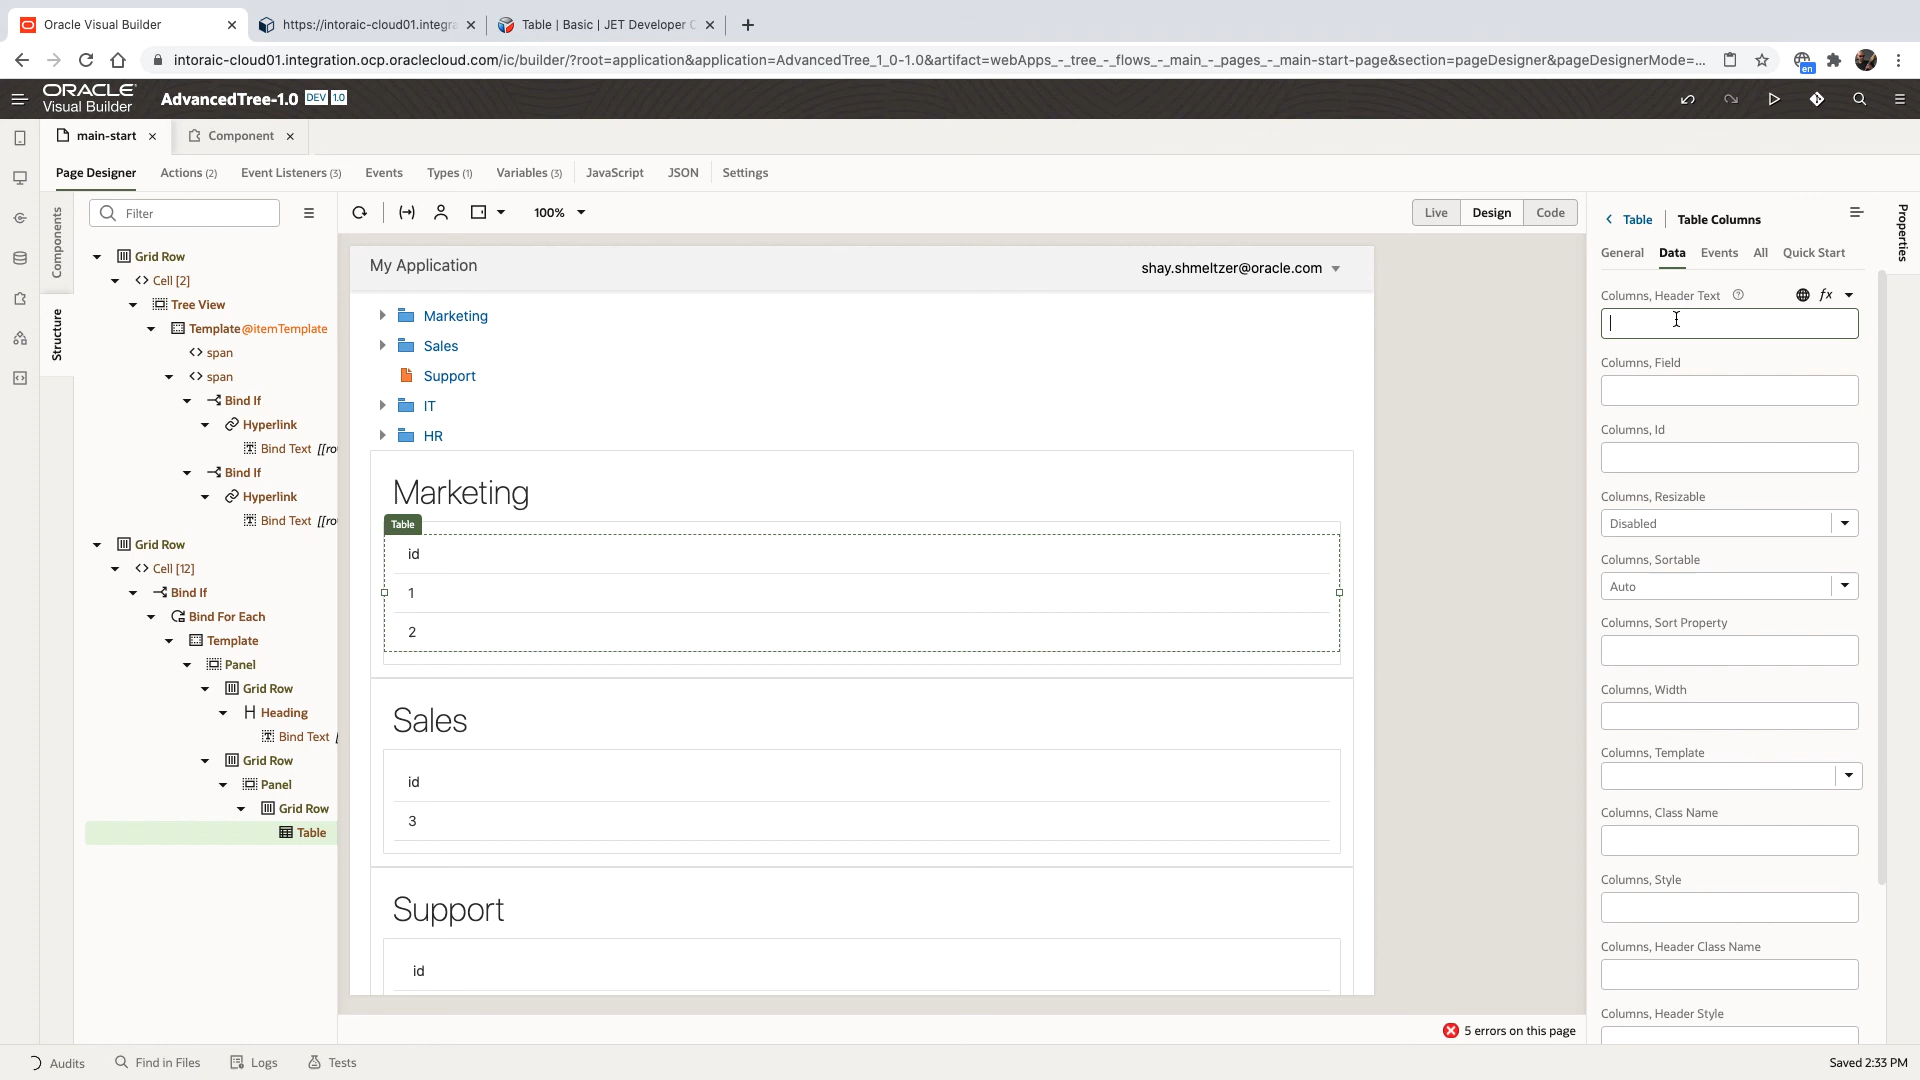 Oracle Visual Builder
https://intoraic-cloud01.integra
Table | Basic | JET Developer C
intoraic-cloud01.integration.ocp.oraclecloud.com/ic/builder/?root=application&application=AdvancedTree_1_0-1.0&artifact=webApps_-_tree_-_flows_-_main_-_pages_-_main-start-page&section=pageDesigner&pageDesignerMode=...
en
ORACLE
Visual Builder
AdvancedTree-1.0 DEV 1.0
main-start
Component
Page Designer
Actions (2)
Event Listeners (3)
Events
Types (1)
Variables (3)
JavaScript
JSON
Settings
Components
Structure
Filter
Grid Row
Cell [2]
Tree View
Template@itemTemplate
span
span
Bind If
Hyperlink
Bind Text [[ro
Bind If
Hyperlink
Bind Text [[ro
Grid Row
Cell [12]
Bind If
Bind For Each
Template
Panel
Grid Row
Heading
Bind Text [
Grid Row
Panel
Grid Row
Table
100%
Live
Design
Code
My Application
shay.shmeltzer@oracle.com
Marketing
Sales
Support
IT
HR
Marketing
Table
id
1
2
Sales
id
3
Support
id
5 errors on this page
Table
Table Columns
Properties
General
Data
Events
All
Quick Start
Columns, Header Text
fx
Columns, Field
Columns, Id
Columns, Resizable
Disabled
Columns, Sortable
Auto
Columns, Sort Property
Columns, Width
Columns, Template
Columns, Class Name
Columns, Style
Columns, Header Class Name
Columns, Header Style
Audits
Find in Files
Logs
Tests
Saved 2:33 PM